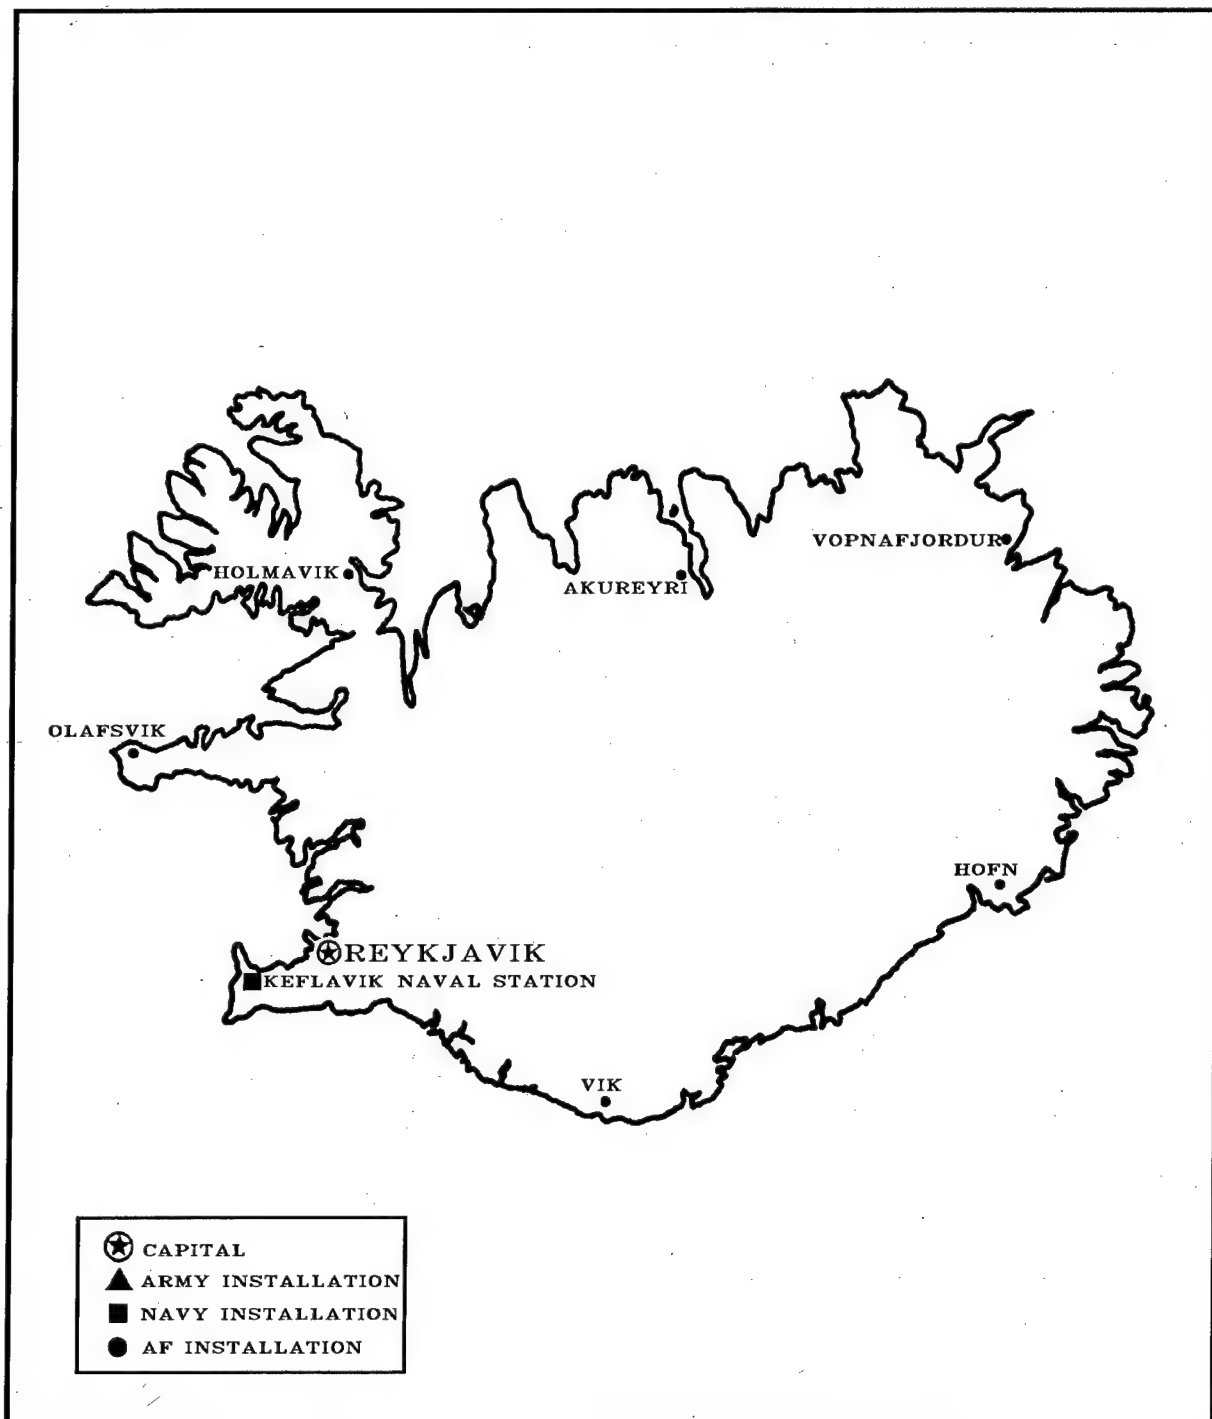 VOPNAFJORDUR
HOLMAVIK
AKUREYRI
OLAFSVIK
HOFN
REYKJAVIK
KEFLAVIK NAVAL STATION
VIK
CAPITAL
ARMY INSTALLATION
NAVY INSTALLATION
AF INSTALLATION